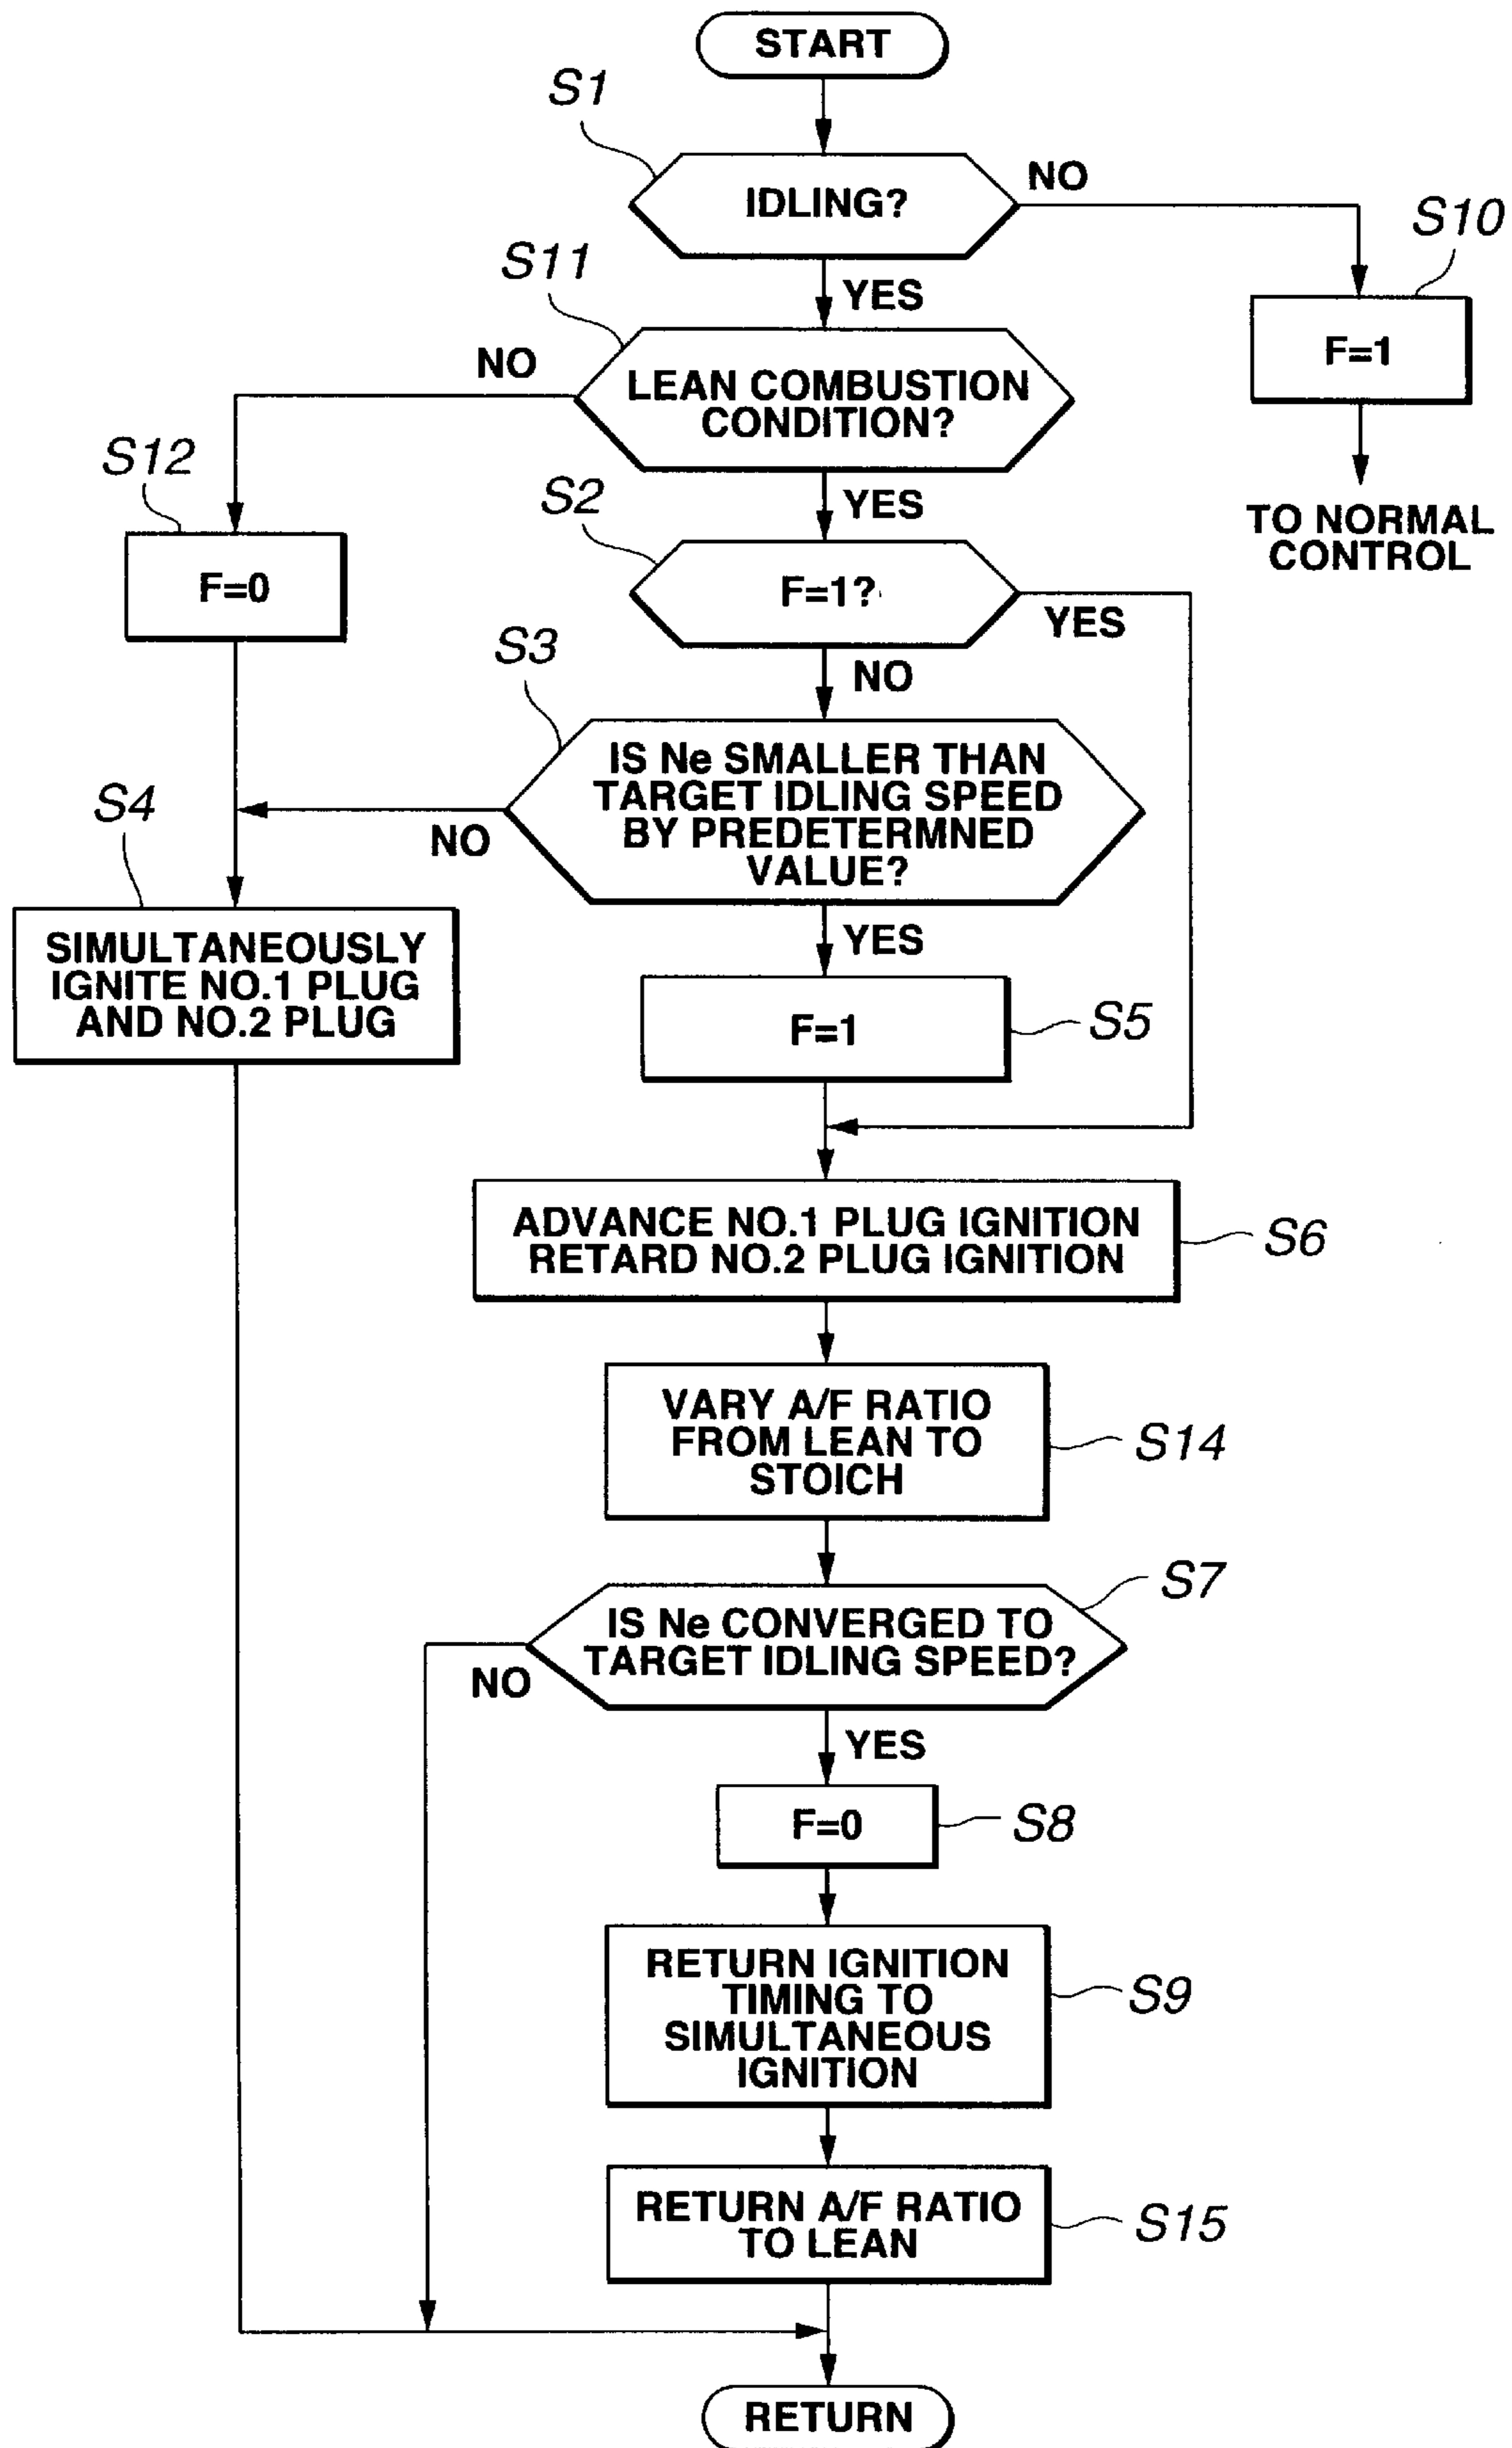 START
S1
IDLING?
NO
S10
F=1
TO NORMAL
CONTROL
YES
S11
LEAN COMBUSTION
CONDITION?
NO
S12
F=0
YES
S2
F=1?
YES
NO
S3
IS Ne SMALLER THAN
TARGET IDLING SPEED
BY PREDETERMNED
VALUE?
NO
S4
SIMULTANEOUSLY
IGNITE NO.1 PLUG
AND NO.2 PLUG
YES
F=1
S5
ADVANCE NO.1 PLUG IGNITION
RETARD NO.2 PLUG IGNITION
S6
VARY A/F RATIO
FROM LEAN TO
STOICH
S14
S7
IS Ne CONVERGED TO
TARGET IDLING SPEED?
NO
YES
F=0
S8
RETURN IGNITION
TIMING TO
SIMULTANEOUS
IGNITION
S9
RETURN A/F RATIO
TO LEAN
S15
RETURN